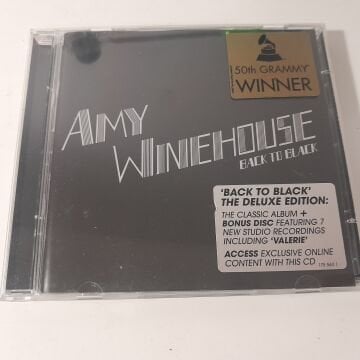 50th GRAMMY®
WINNER
AMY
WINEHOUSE
BACK TO BLACK
'BACK TO BLACK'
THE DELUXE EDITION:
THE CLASSIC ALBUM +
BONUS DISC FEATURING 7
NEW STUDIO RECORDINGS
INCLUDING 'VALERIE'
ACCESS EXCLUSIVE ONLINE
CONTENT WITH THIS CD